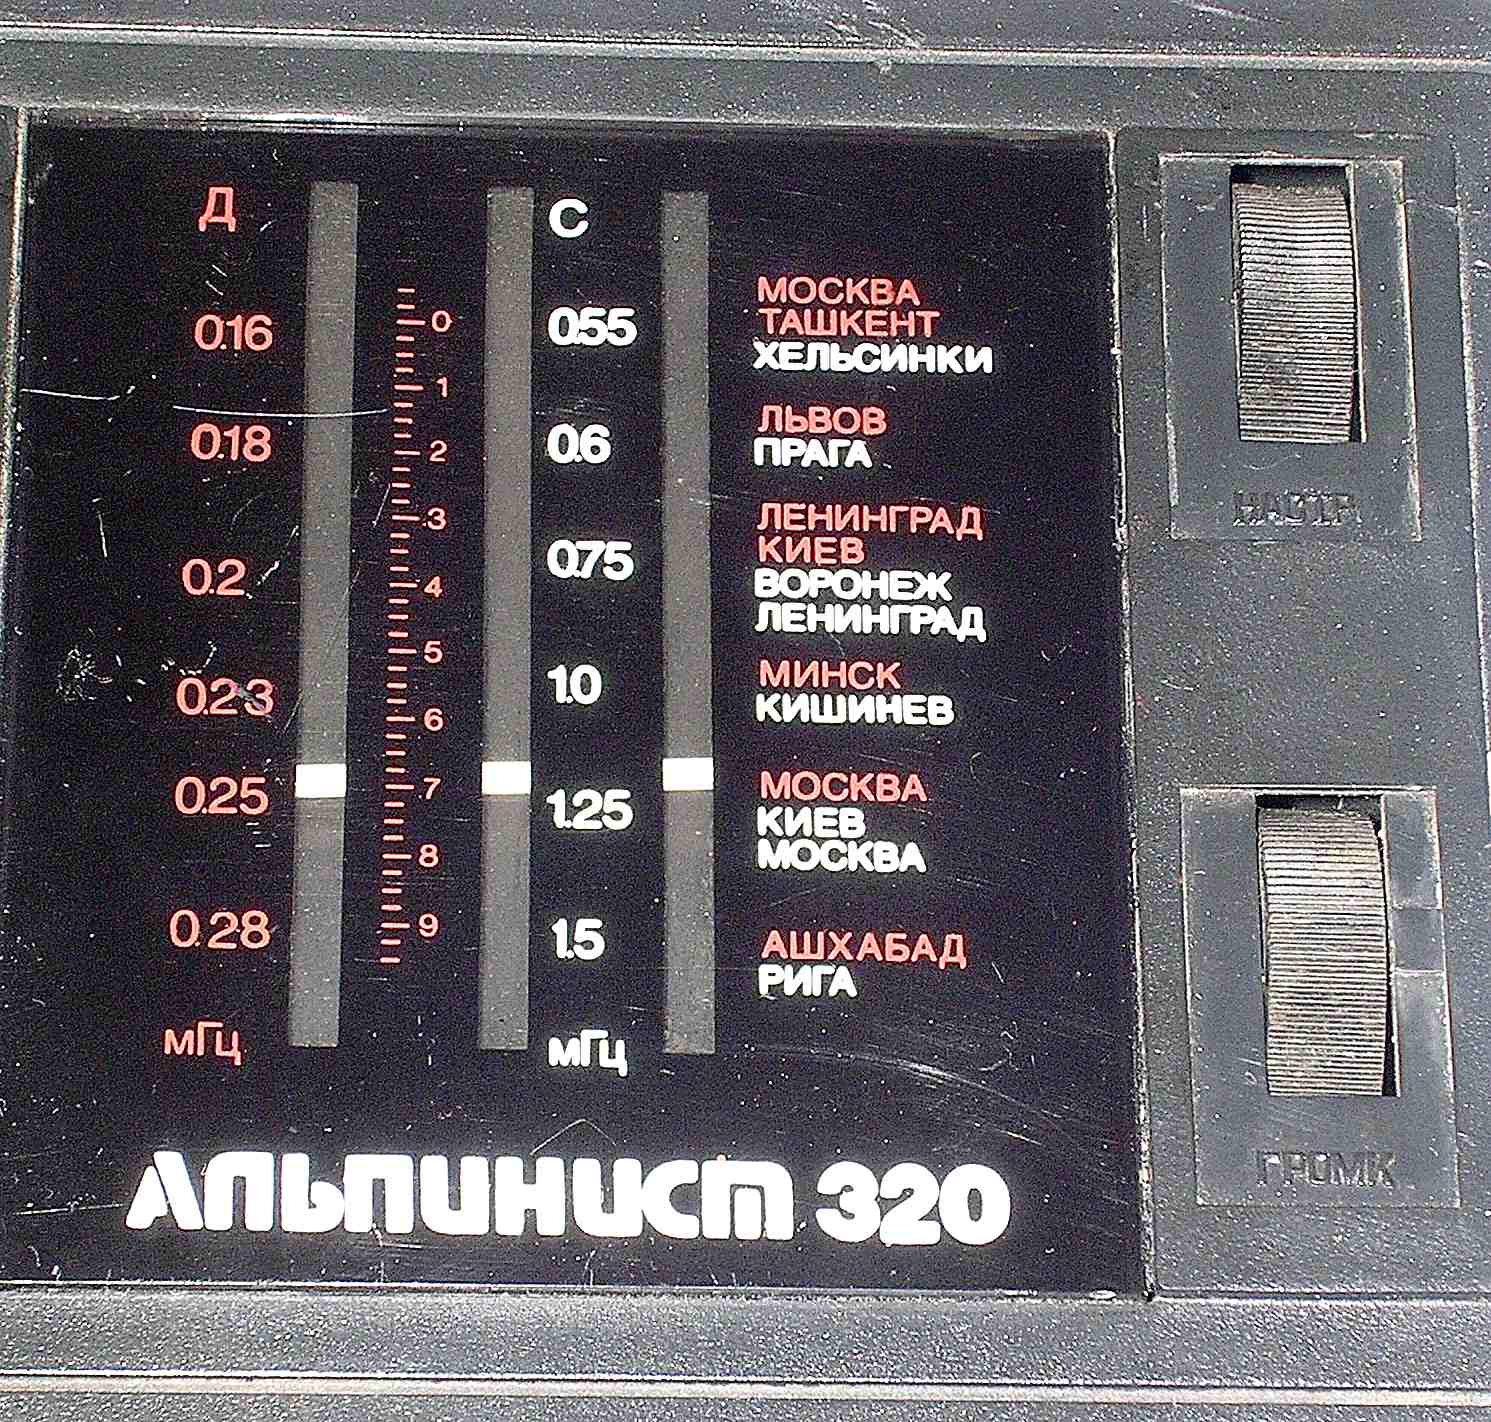 Д
0.16
0.18
0.2
0.23
0.25
0.28
мГц
0
1
2
3
4
5
6
7
8
9
С
0.55
0.6
0.75
1.0
1.25
1.5
мГц
МОСКВА
ТАШКЕНТ
ХЕЛЬСИНКИ
ЛЬВОВ
ПРАГА
ЛЕНИНГРАД
КИЕВ
ВОРОНЕЖ
ЛЕНИНГРАД
МИНСК
КИШИНЕВ
МОСКВА
КИЕВ
МОСКВА
АШХАБАД
РИГА
АЛЬПИНИСТ 320
НАСТР
ГРОМК